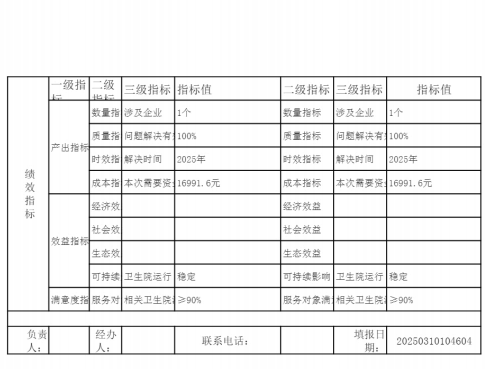 一级指标 二级指标 三级指标 指标值 二级指标 三级指标 指标值
绩效指标
产出指标 数量指 涉及企业 1个 数量指标 涉及企业 1个
质量指 问题解决有 100% 质量指标 问题解决有 100%
时效指 解决时间 2025年 时效指标 解决时间 2025年
成本指 本次需要资 16991.6元 成本指标 本次需要资 16991.6元
效益指标 经济效 经济效益
社会效 社会效益
生态效 生态效益
可持续 卫生院运行 稳定 可持续影响 卫生院运行 稳定
满意度指 服务对 相关卫生院 ≥90% 服务对象满 相关卫生院 ≥90%
负责人： 经办人： 联系电话： 填报日期： 20250310104604